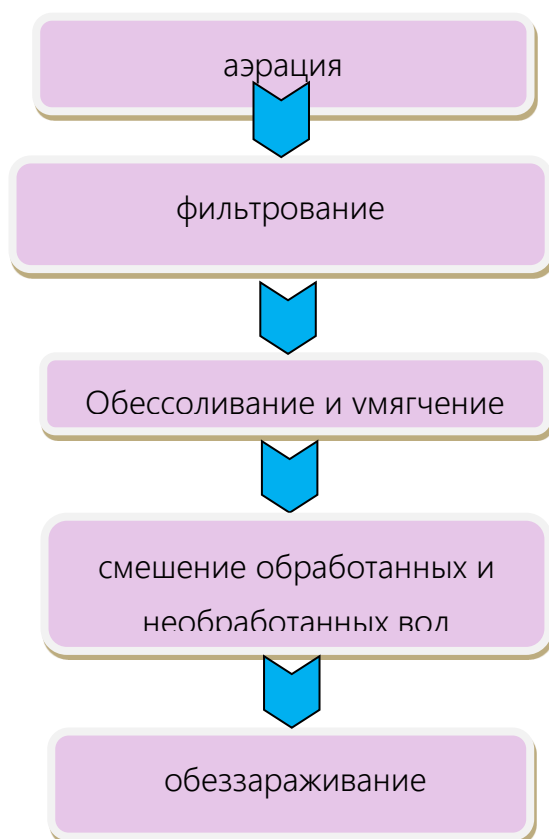 аэрация
фильтрование
Обессоливание и умягчение
смешение обработанных и
необработанных вод
обеззараживание